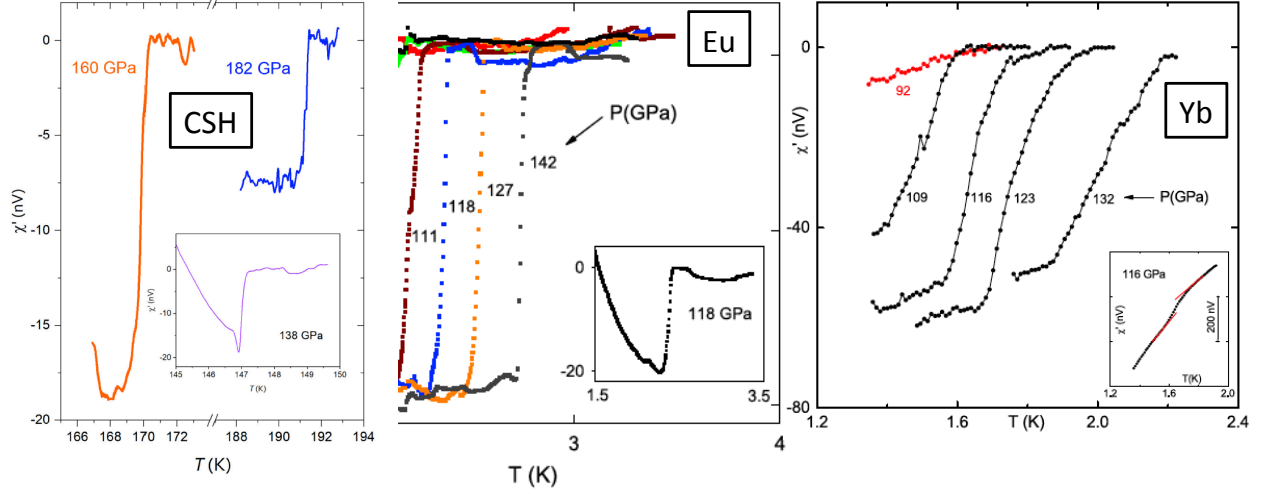 0
-5
-10
-15
-20
χ' (nV)
160 GPa
182 GPa
CSH
0
-10
-20
χ' (nV)
138 GPa
145 146 147 148 149 150
T (K)
166 168 170 172 188 190 192 194
T (K)
Eu
P(GPa)
142
127
118
111
0
-20
118 GPa
1.5 3.5
3 4
T (K)
0
-40
-80
χ' (nV)
Yb
92
109
116
123
132
P(GPa)
116 GPa
χ' (nV)
200 nV
T(K)
1.2 1.6 2.0
1.2 1.6 2.0 2.4
T (K)